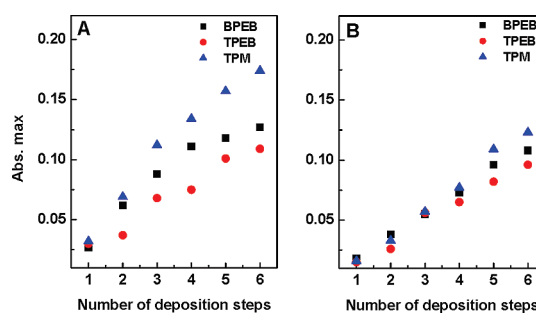 A
BPEB
TPEB
TPM
0.20
0.15
0.10
0.05
Abs. max
1 2 3 4 5 6
Number of deposition steps
B
BPEB
TPEB
TPM
0.20
0.15
0.10
0.05
1 2 3 4 5 6
Number of deposition steps